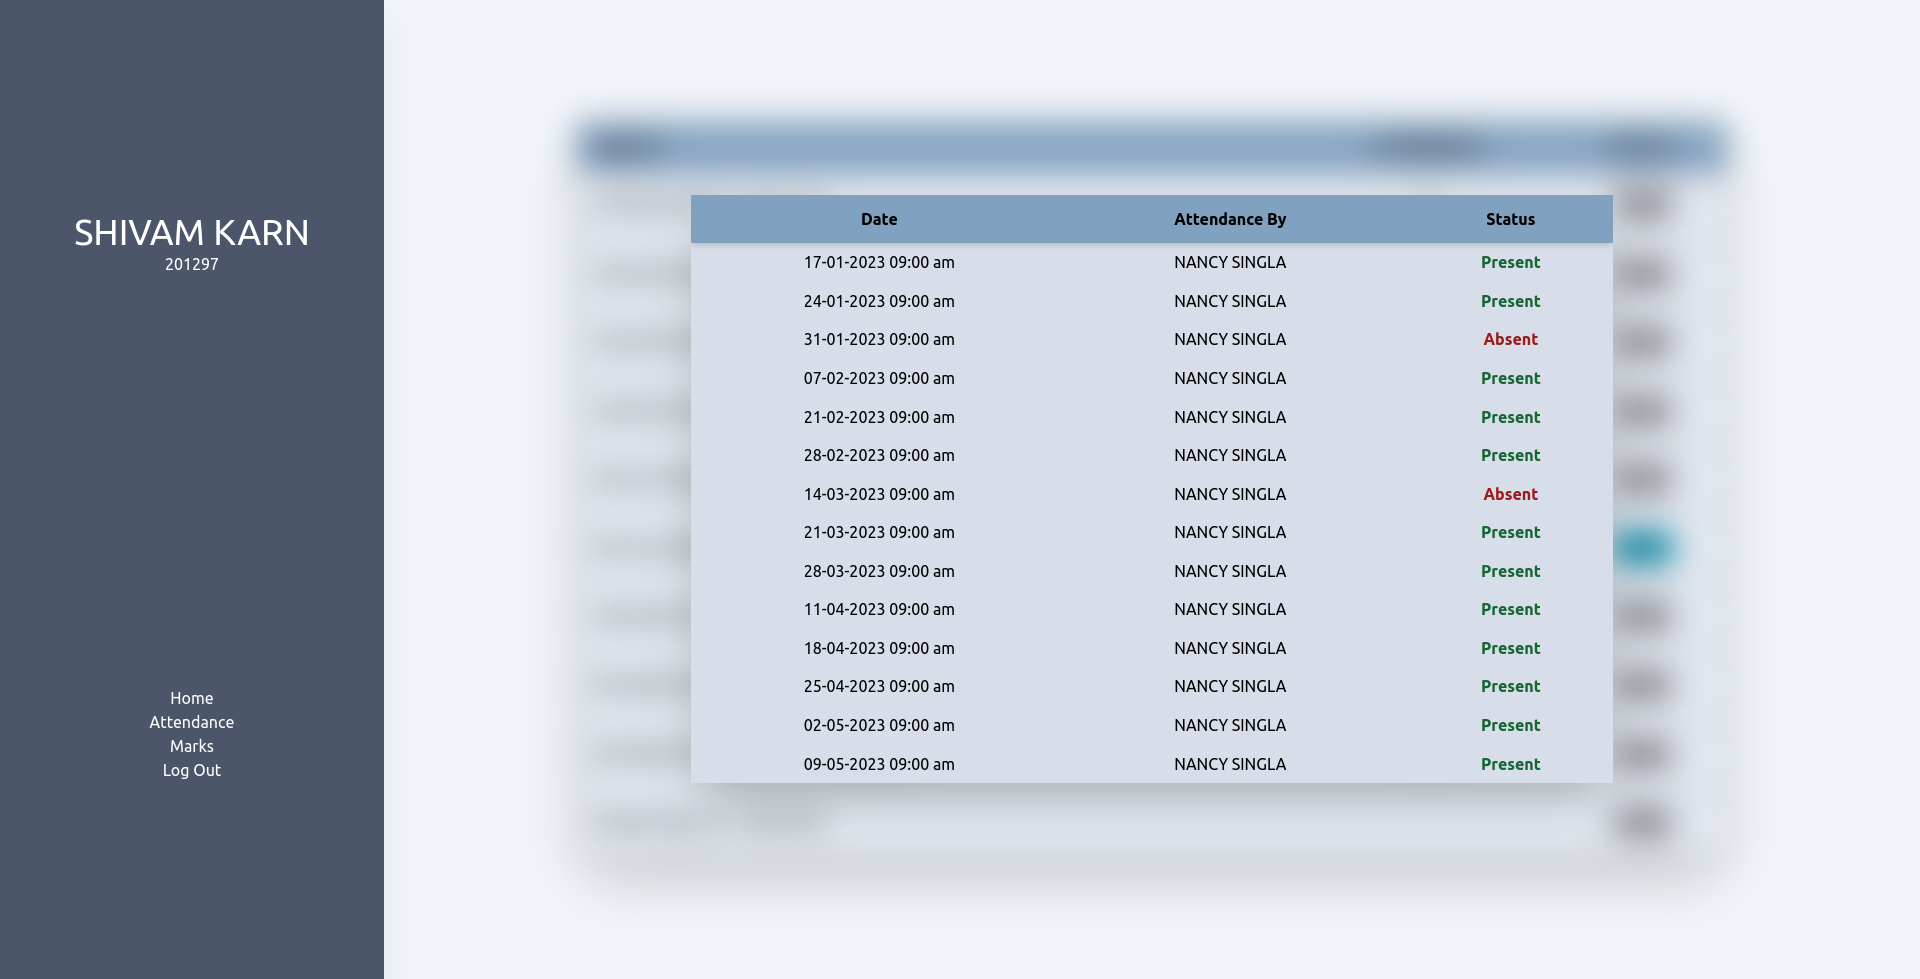 SHIVAM KARN
201297
Home
Attendance
Marks
Log Out
Date Attendance By Status
17-01-2023 09:00 am NANCY SINGLA Present
24-01-2023 09:00 am NANCY SINGLA Present
31-01-2023 09:00 am NANCY SINGLA Absent
07-02-2023 09:00 am NANCY SINGLA Present
21-02-2023 09:00 am NANCY SINGLA Present
28-02-2023 09:00 am NANCY SINGLA Present
14-03-2023 09:00 am NANCY SINGLA Absent
21-03-2023 09:00 am NANCY SINGLA Present
28-03-2023 09:00 am NANCY SINGLA Present
11-04-2023 09:00 am NANCY SINGLA Present
18-04-2023 09:00 am NANCY SINGLA Present
25-04-2023 09:00 am NANCY SINGLA Present
02-05-2023 09:00 am NANCY SINGLA Present
09-05-2023 09:00 am NANCY SINGLA Present